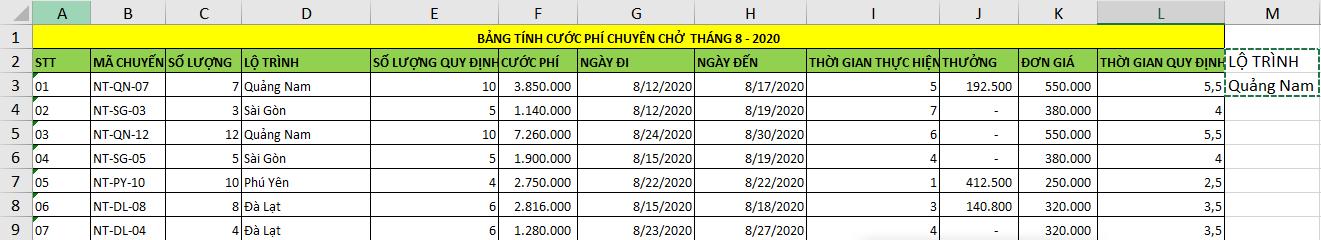 A B C D E F G H I J K L M
1 BẢNG TÍNH CƯỚC PHÍ CHUYÊN CHỞ THÁNG 8 - 2020
2 STT MÃ CHUYẾN SỐ LƯỢNG LỘ TRÌNH SỐ LƯỢNG QUY ĐỊNH CƯỚC PHÍ NGÀY ĐI NGÀY ĐẾN THỜI GIAN THỰC HIỆN THƯỞNG ĐƠN GIÁ THỜI GIAN QUY ĐỊNH LỘ TRÌNH
3 01 NT-QN-07 7 Quảng Nam 10 3.850.000 8/12/2020 8/17/2020 5 192.500 550.000 5,5 Quảng Nam
4 02 NT-SG-03 3 Sài Gòn 5 1.140.000 8/12/2020 8/19/2020 7 - 380.000 4
5 03 NT-QN-12 12 Quảng Nam 10 7.260.000 8/24/2020 8/30/2020 6 - 550.000 5,5
6 04 NT-SG-05 5 Sài Gòn 5 1.900.000 8/15/2020 8/19/2020 4 - 380.000 4
7 05 NT-PY-10 10 Phú Yên 4 2.750.000 8/22/2020 8/22/2020 1 412.500 250.000 2,5
8 06 NT-DL-08 8 Đà Lạt 6 2.816.000 8/15/2020 8/18/2020 3 140.800 320.000 3,5
9 07 NT-DL-04 4 Đà Lạt 6 1.280.000 8/23/2020 8/27/2020 4 - 320.000 3,5